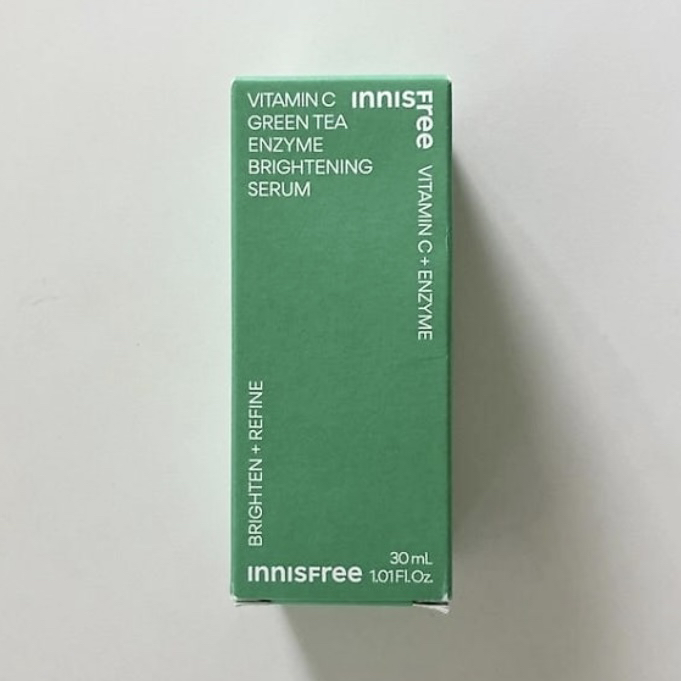 VITAMIN C
GREEN TEA
ENZYME
BRIGHTENING
SERUM
innisfree
VITAMIN C + ENZYME
BRIGHTEN + REFINE
innisfree
30 mL
1.01 Fl. Oz.